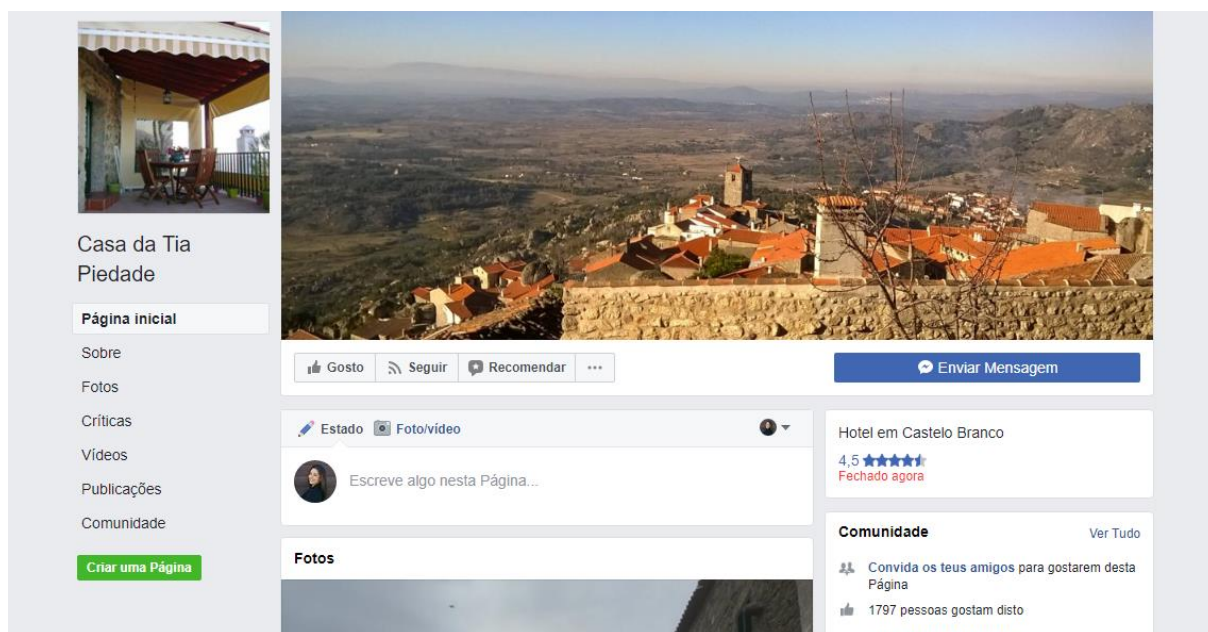 Casa da Tia
Piedade
Página inicial
Sobre
Fotos
Críticas
Vídeos
Publicações
Comunidade
Criar uma Página
Gosto Seguir Recomendar ...
Enviar Mensagem
Estado Foto/vídeo
Escreve algo nesta Página...
Fotos
Hotel em Castelo Branco
4,5
Fechado agora
Comunidade Ver Tudo
Convida os teus amigos para gostarem desta
Página
1797 pessoas gostam disto